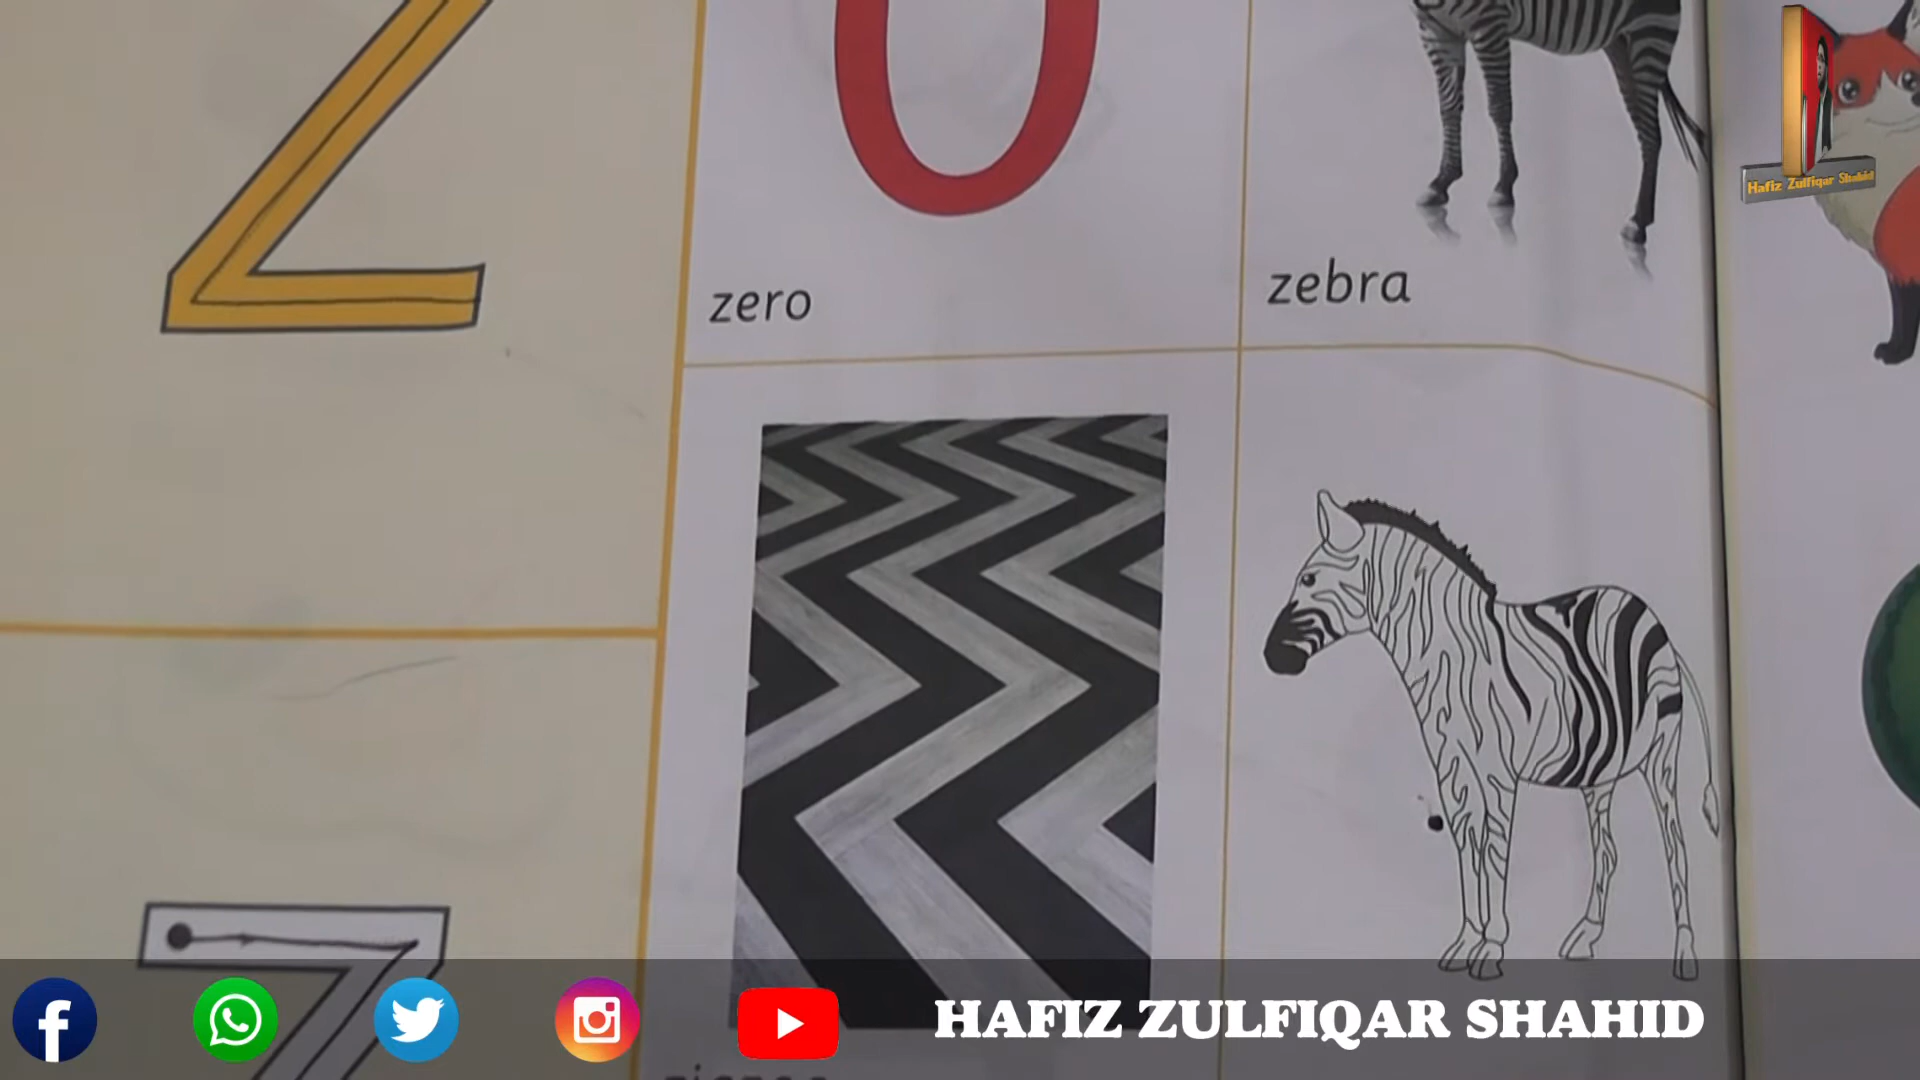 Z
zero
zebra
Hafiz Zulfiqar Shahid
z
HAFIZ ZULFIQAR SHAHID